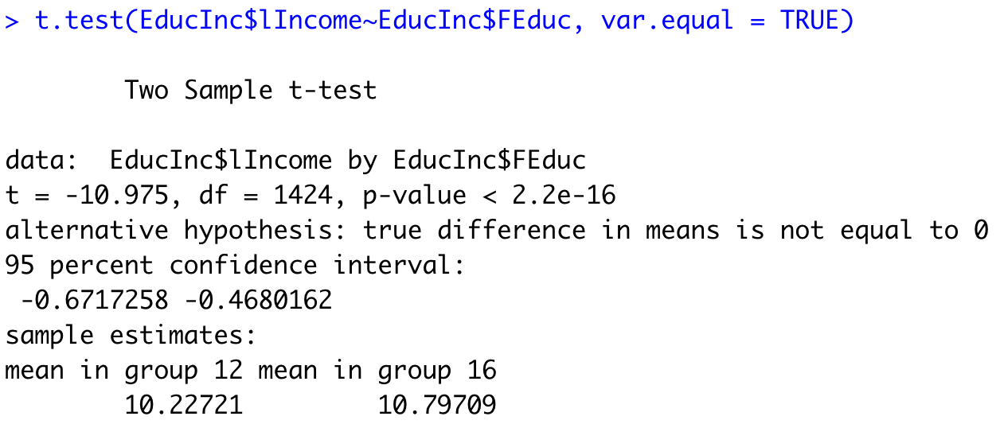 > t.test(EducInc$lIncome~EducInc$FEduc, var.equal = TRUE)
Two Sample t-test
data:  EducInc$lIncome by EducInc$FEduc
t = -10.975, df = 1424, p-value < 2.2e-16
alternative hypothesis: true difference in means is not equal to 0
95 percent confidence interval:
 -0.6717258 -0.4680162
sample estimates:
mean in group 12 mean in group 16
        10.22721         10.79709